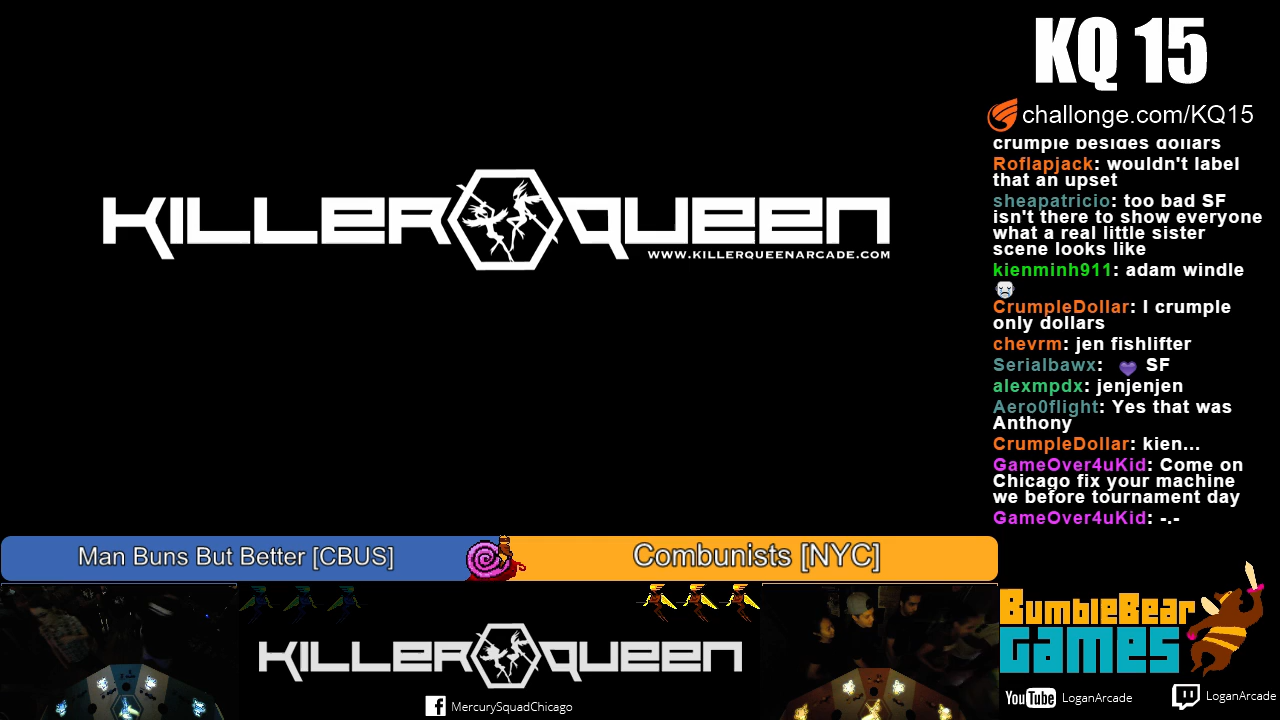 KQ 15
challonge.com/KQ15
crumple besides dollars
Roflapjack: wouldn't label
that an upset
sheapatricio: too bad SF
isn't there to show everyone
what a real little sister
scene looks like
kienminh911: adam windle
CrumpleDollar: I crumple
only dollars
chevrm: jen fishlifter
Serialbawx: SF
alexmpdx: jenjenjen
Aero0flight: Yes that was
Anthony
CrumpleDollar: kien...
GameOver4uKid: Come on
Chicago fix your machine
we before tournament day
GameOver4uKid: -.-
KILLER QUEEN
WWW.KILLERQUEENARCADE.COM
Man Buns But Better [CBUS]
Combunists [NYC]
KILLER QUEEN
MercurySquadChicago
BumbleBear
GAMES
YouTube LoganArcade
LoganArcade